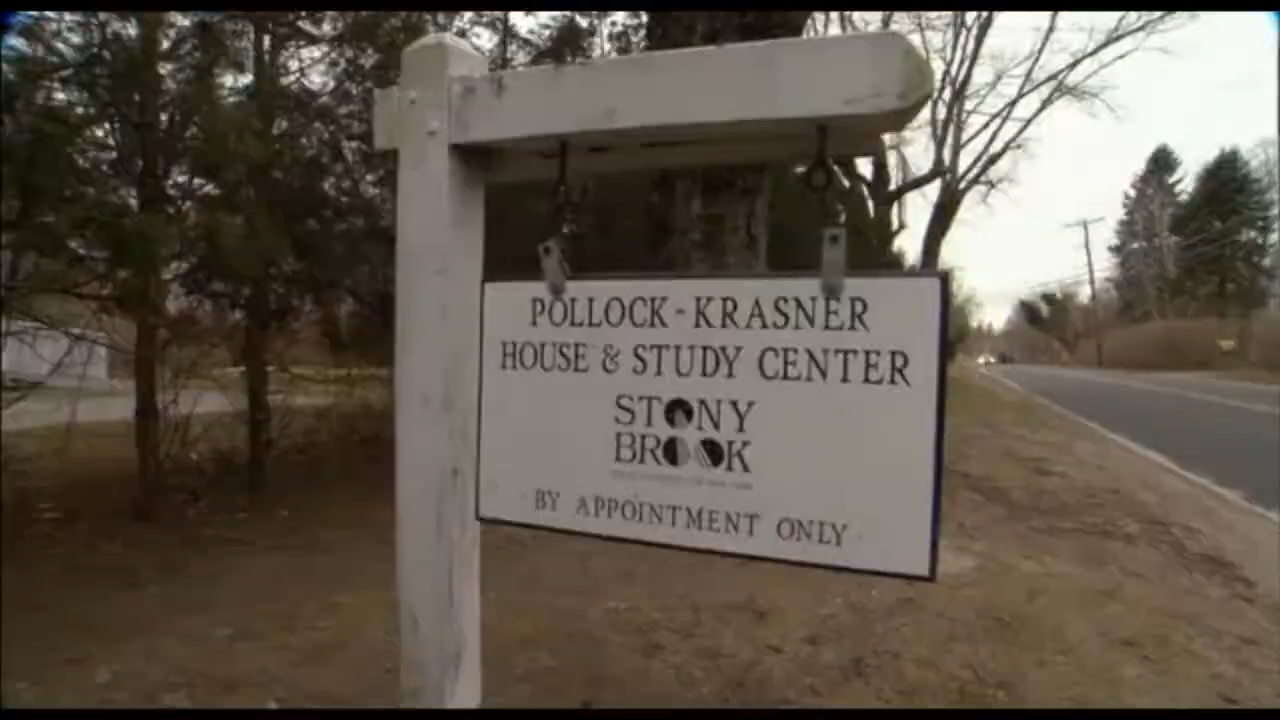 POLLOCK-KRASNER
HOUSE & STUDY CENTER
STONY
BROOK
BY APPOINTMENT ONLY